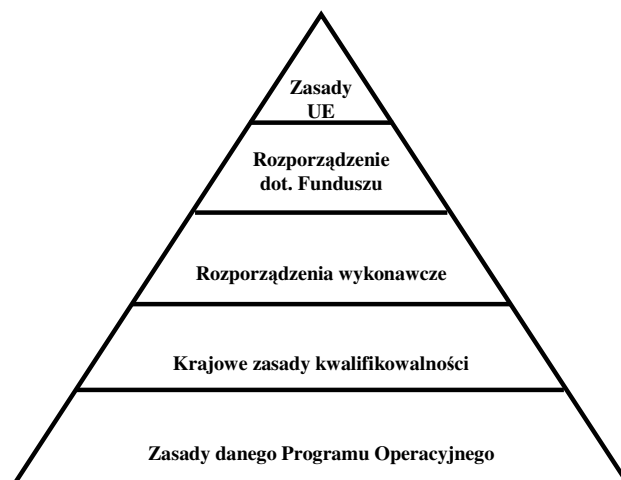 Zasady
UE
Rozporządzenie
dot. Funduszu
Rozporządzenia wykonawcze
Krajowe zasady kwalifikowalności
Zasady danego Programu Operacyjnego